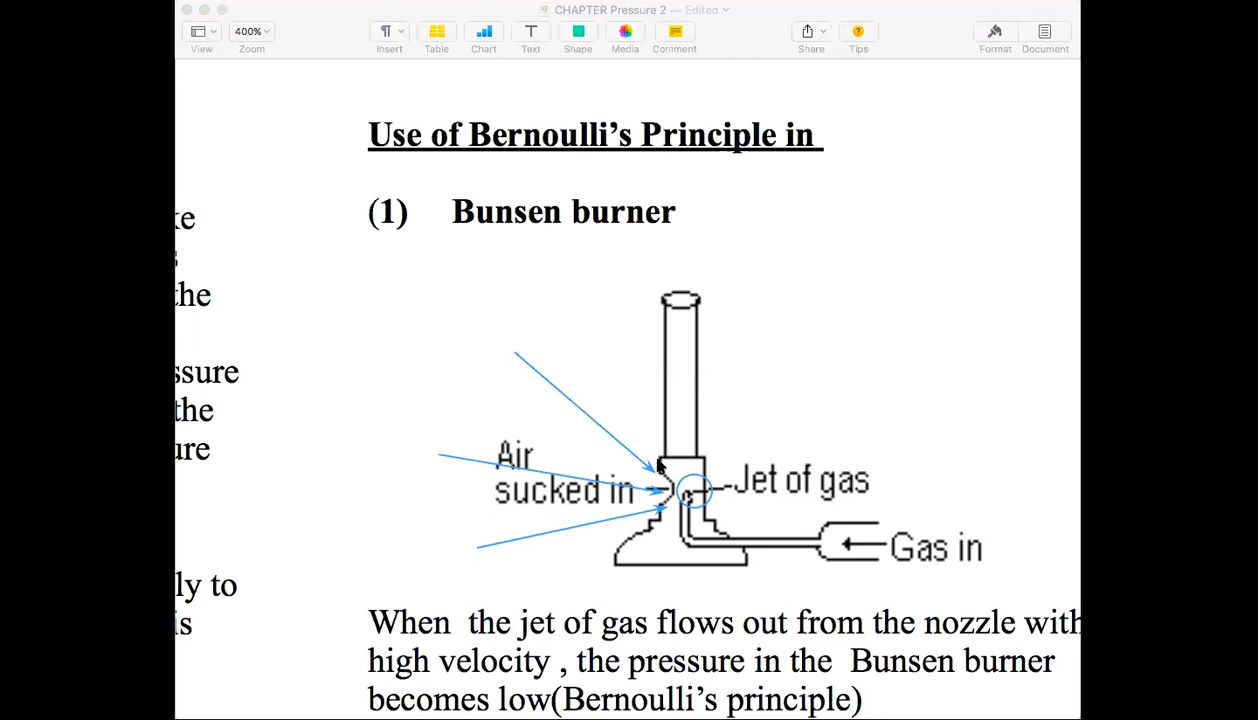 CHAPTER Pressure 2 — Edited
400%
View
Zoom
Insert
Table
Chart
Text
Shape
Media
Comment
Share
Tips
Format
Document
Use of Bernoulli’s Principle in
(1) Bunsen burner
the
ssure
the
ure
ly to
is
Air
sucked in
Jet of gas
Gas in
When the jet of gas flows out from the nozzle with
high velocity , the pressure in the Bunsen burner
becomes low(Bernoulli’s principle)